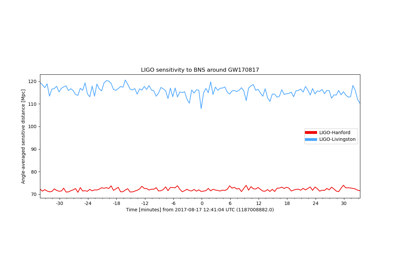 LIGO sensitivity to BNS around GW170817
Angle-averaged sensitive distance [Mpc]
120
110
100
90
80
70
LIGO-Hanford
LIGO-Livingston
-30 -24 -18 -12 -6 0 6 12 18 24 30
Time [minutes] from 2017-08-17 12:41:04 UTC (1187008882.0)